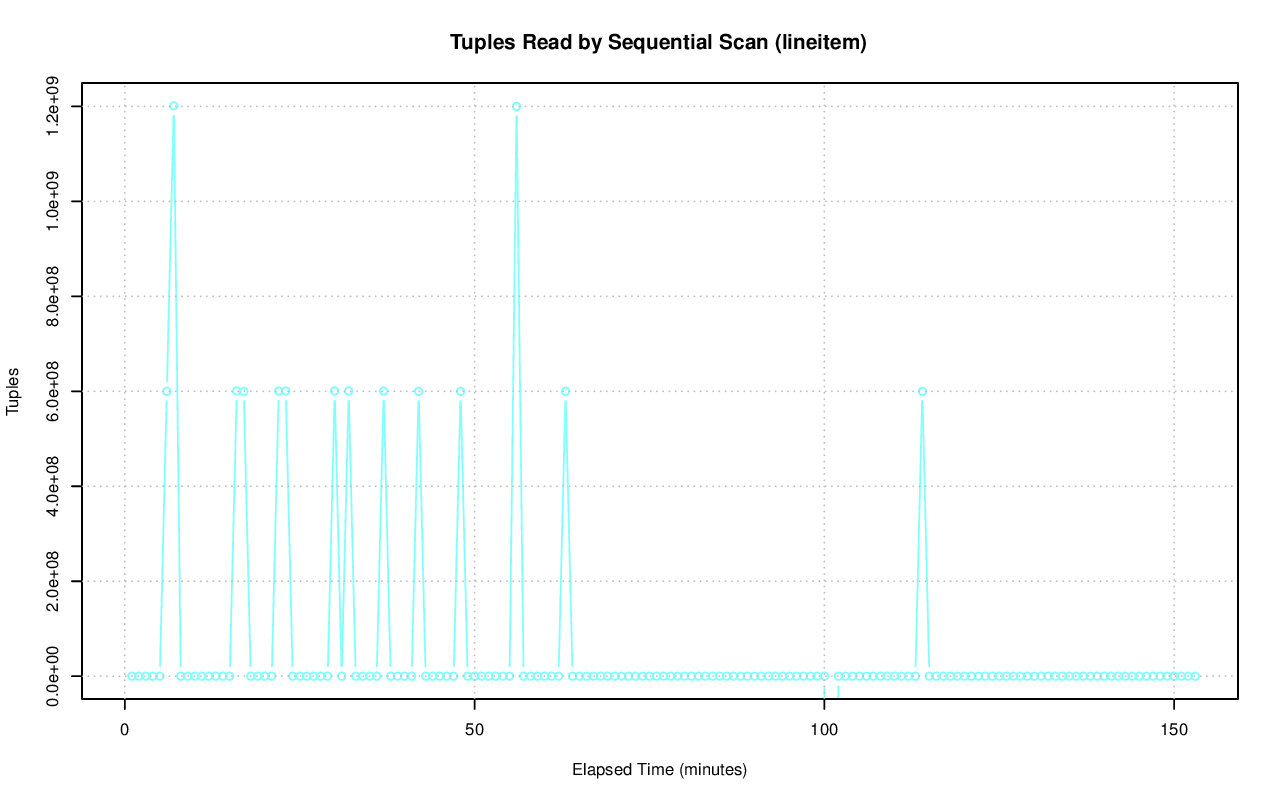 Tuples Read by Sequential Scan (lineitem)
1.2e+09
1.0e+09
8.0e+08
6.0e+08
4.0e+08
2.0e+08
0.0e+00
Tuples
0 50 100 150
Elapsed Time (minutes)